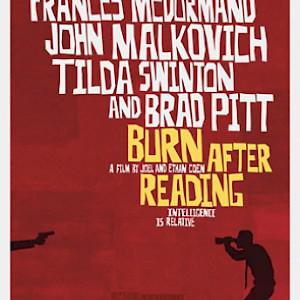 FRANCES McDORMAND
JOHN MALKOVICH
TILDA SWINTON
AND BRAD PITT
BURN AFTER
A FILM BY JOEL AND ETHAN COEN
READING
INTELLIGENCE
IS RELATIVE